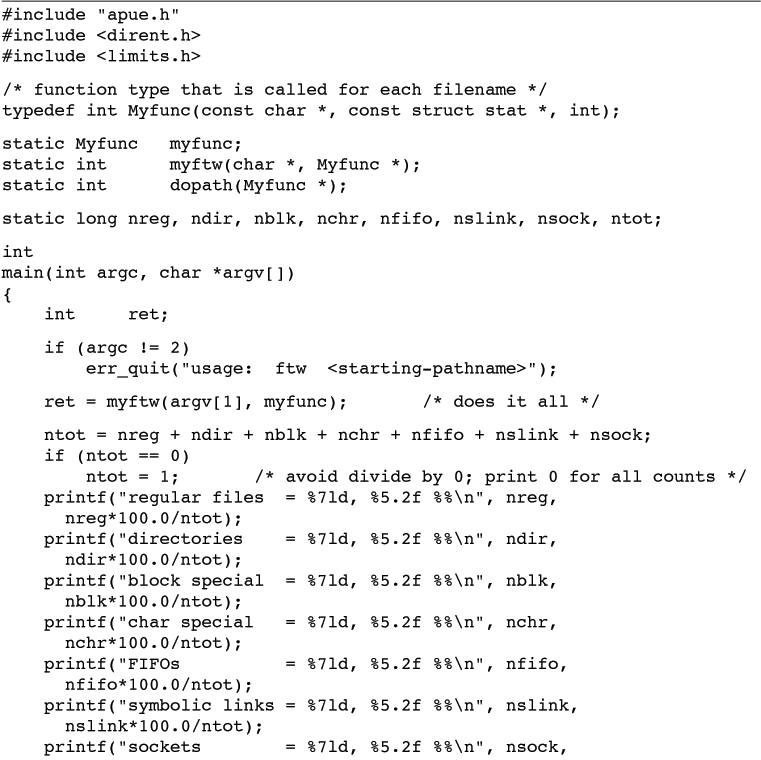 #include "apue.h"
#include <dirent.h>
#include <limits.h>
/* function type that is called for each filename */
typedef int Myfunc(const char *, const struct stat *, int);
static Myfunc   myfunc;
static int      myftw(char *, Myfunc *);
static int      dopath(Myfunc *);
static long nreg, ndir, nblk, nchr, nfifo, nslink, nsock, ntot;
int
main(int argc, char *argv[])
{
    int     ret;
    if (argc != 2)
        err_quit("usage:  ftw  <starting-pathname>");
    ret = myftw(argv[1], myfunc);       /* does it all */
    ntot = nreg + ndir + nblk + nchr + nfifo + nslink + nsock;
    if (ntot == 0)
        ntot = 1;       /* avoid divide by 0; print 0 for all counts */
    printf("regular files  = %7ld, %5.2f %%\n", nreg,
      nreg*100.0/ntot);
    printf("directories    = %7ld, %5.2f %%\n", ndir,
      ndir*100.0/ntot);
    printf("block special  = %7ld, %5.2f %%\n", nblk,
      nblk*100.0/ntot);
    printf("char special   = %7ld, %5.2f %%\n", nchr,
      nchr*100.0/ntot);
    printf("FIFOs          = %7ld, %5.2f %%\n", nfifo,
      nfifo*100.0/ntot);
    printf("symbolic links = %7ld, %5.2f %%\n", nslink,
      nslink*100.0/ntot);
    printf("sockets        = %7ld, %5.2f %%\n", nsock,